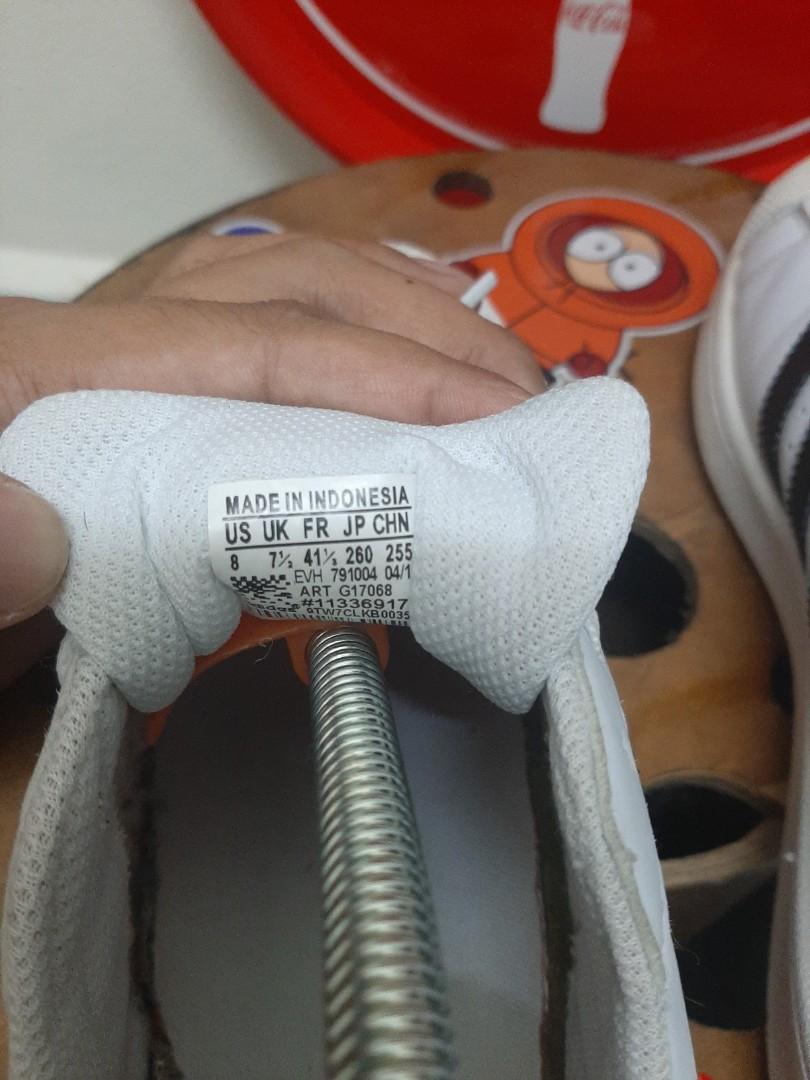 Coca-Cola
MADE IN INDONESIA
US UK FR JP CHN
8 7½ 41⅓ 260 255
EVH 791004 04/1
ART G17068
#11336917
9TW7CLKB0035